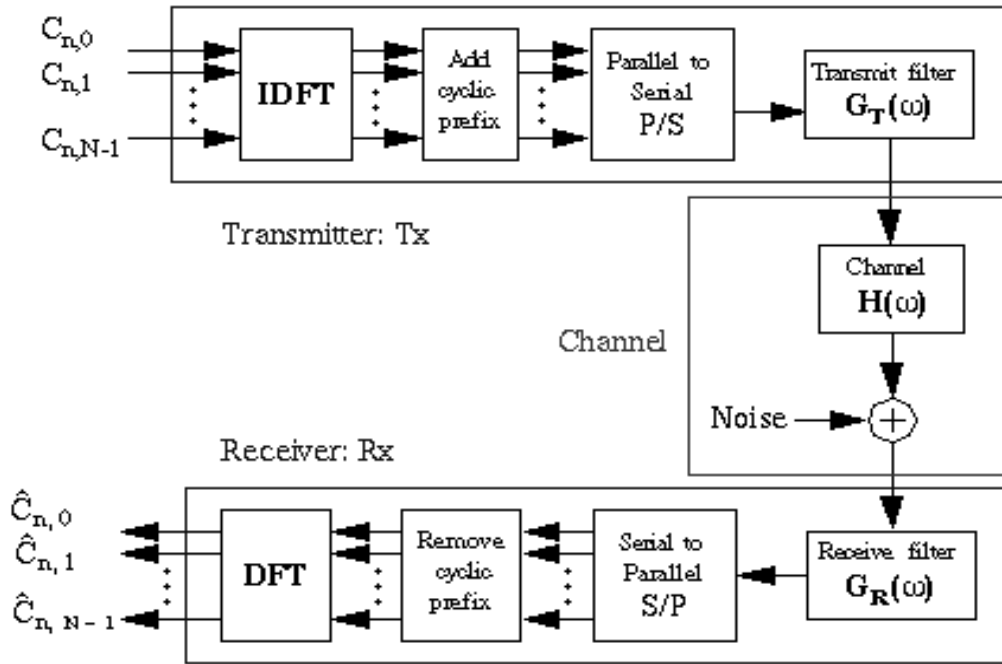 C_{n,0}
C_{n,1}
C_{n,N-1}
IDFT
Add
cyclic
prefix
Parallel to
Serial
P/S
Transmit filter
G_T(ω)
Transmitter: Tx
Channel
H(ω)
Channel
Noise
+
Receiver: Rx
Ĉ_{n, 0}
Ĉ_{n, 1}
Ĉ_{n, N-1}
DFT
Remove
cyclic
prefix
Serial to
Parallel
S/P
Receive filter
G_R(ω)